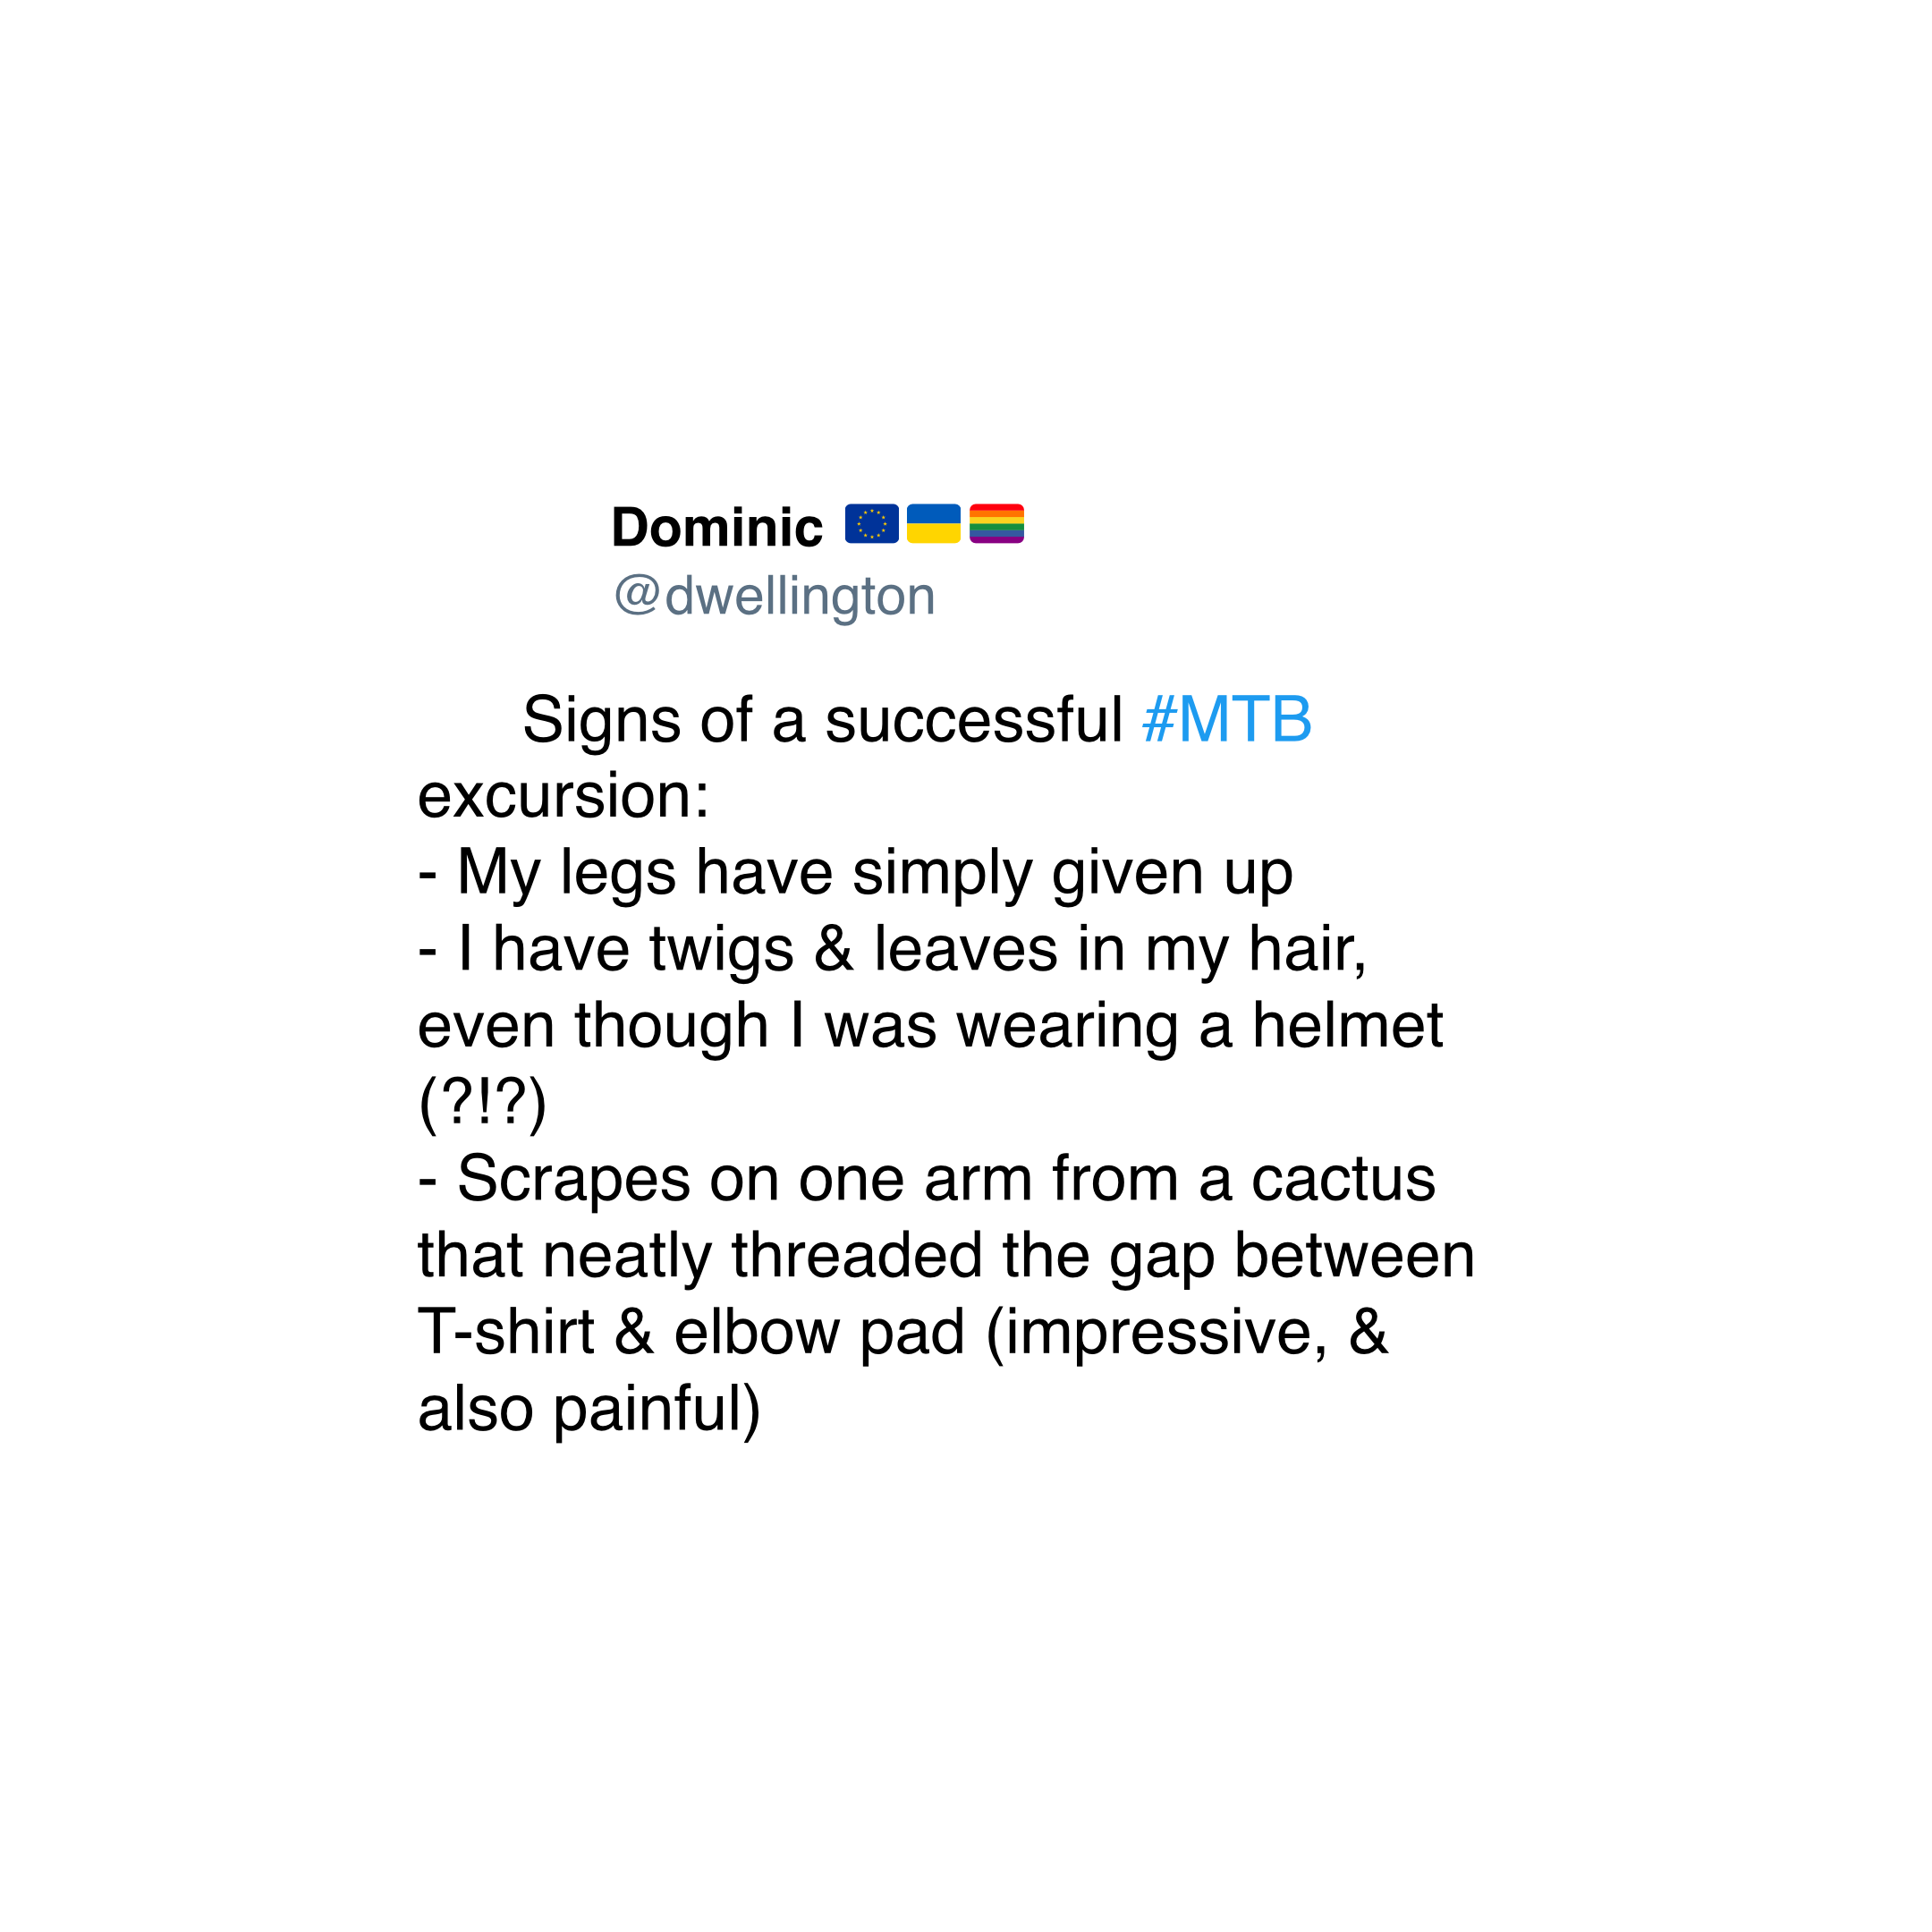 Dominic 🇪🇺🇺🇦🏳️‍🌈
@dwellington
Signs of a successful #MTB
excursion:
- My legs have simply given up
- I have twigs & leaves in my hair,
even though I was wearing a helmet
(?!?)
- Scrapes on one arm from a cactus
that neatly threaded the gap between
T-shirt & elbow pad (impressive, &
also painful)